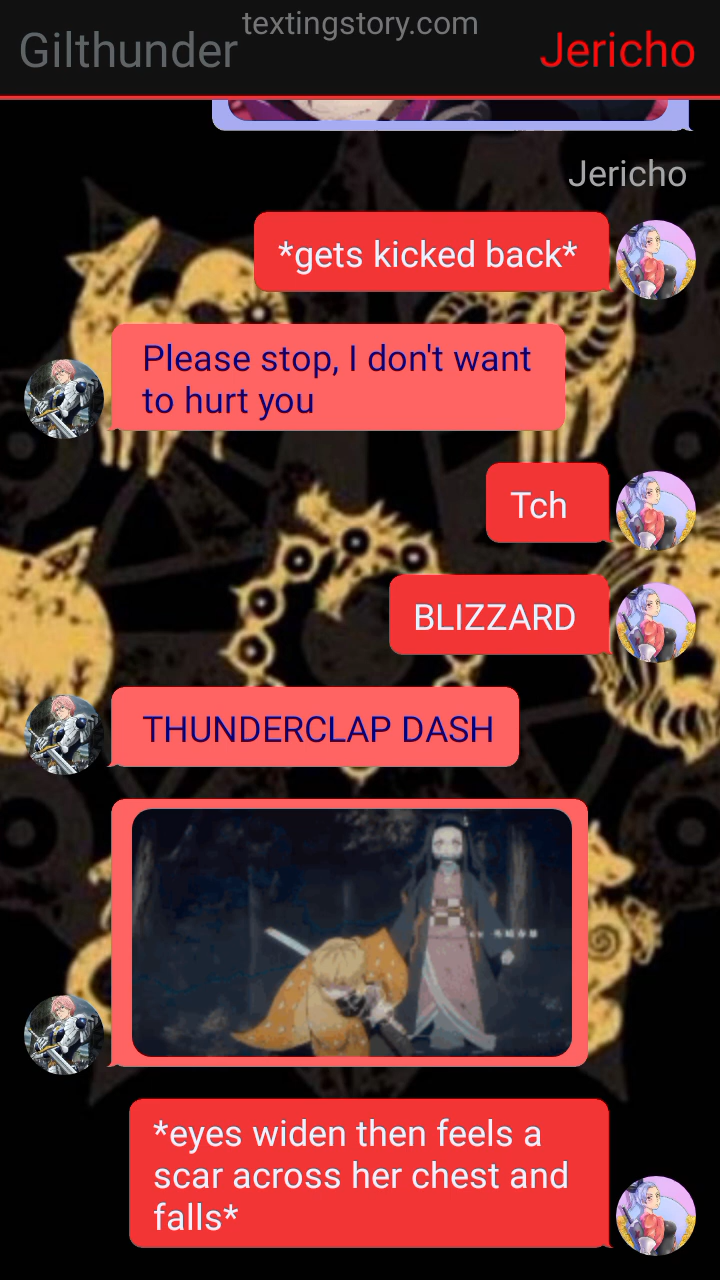 textingstory.com
Gilthunder
Jericho
Jericho
*gets kicked back*
Please stop, I don't want
to hurt you
Tch
BLIZZARD
THUNDERCLAP DASH
*eyes widen then feels a
scar across her chest and
falls*